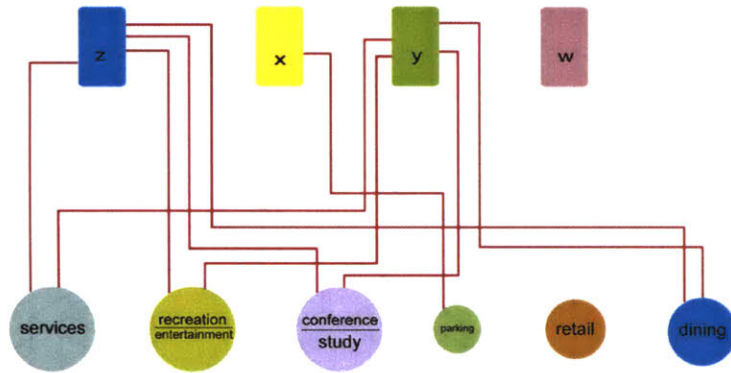 z
x
y
w
services
recreation
entertainment
conference
study
parking
retail
dining